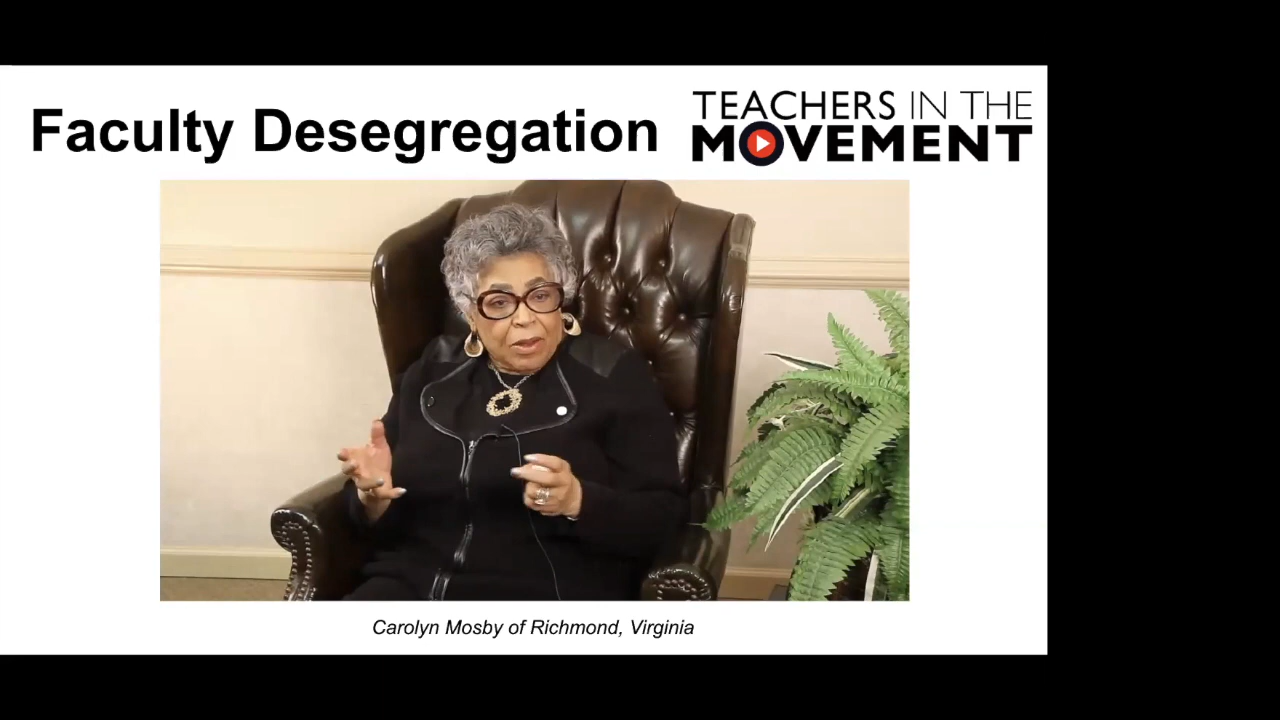 Faculty Desegregation
TEACHERS IN THE
MOVEMENT
Carolyn Mosby of Richmond, Virginia